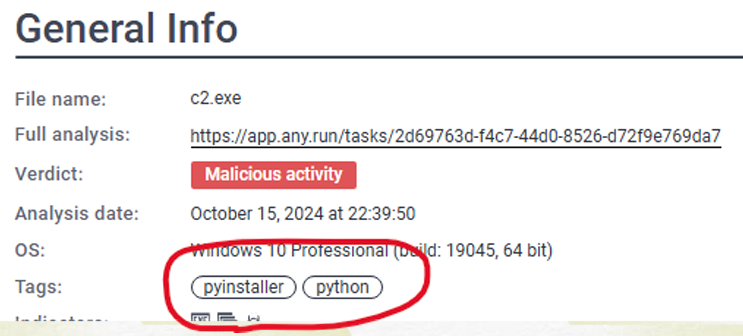 General Info
File name: c2.exe
Full analysis: https://app.any.run/tasks/2d69763d-f4c7-44d0-8526-d72f9e769da7
Verdict: Malicious activity
Analysis date: October 15, 2024 at 22:39:50
OS: Windows 10 Professional (build: 19045, 64 bit)
Tags: pyinstaller python
Indicators: